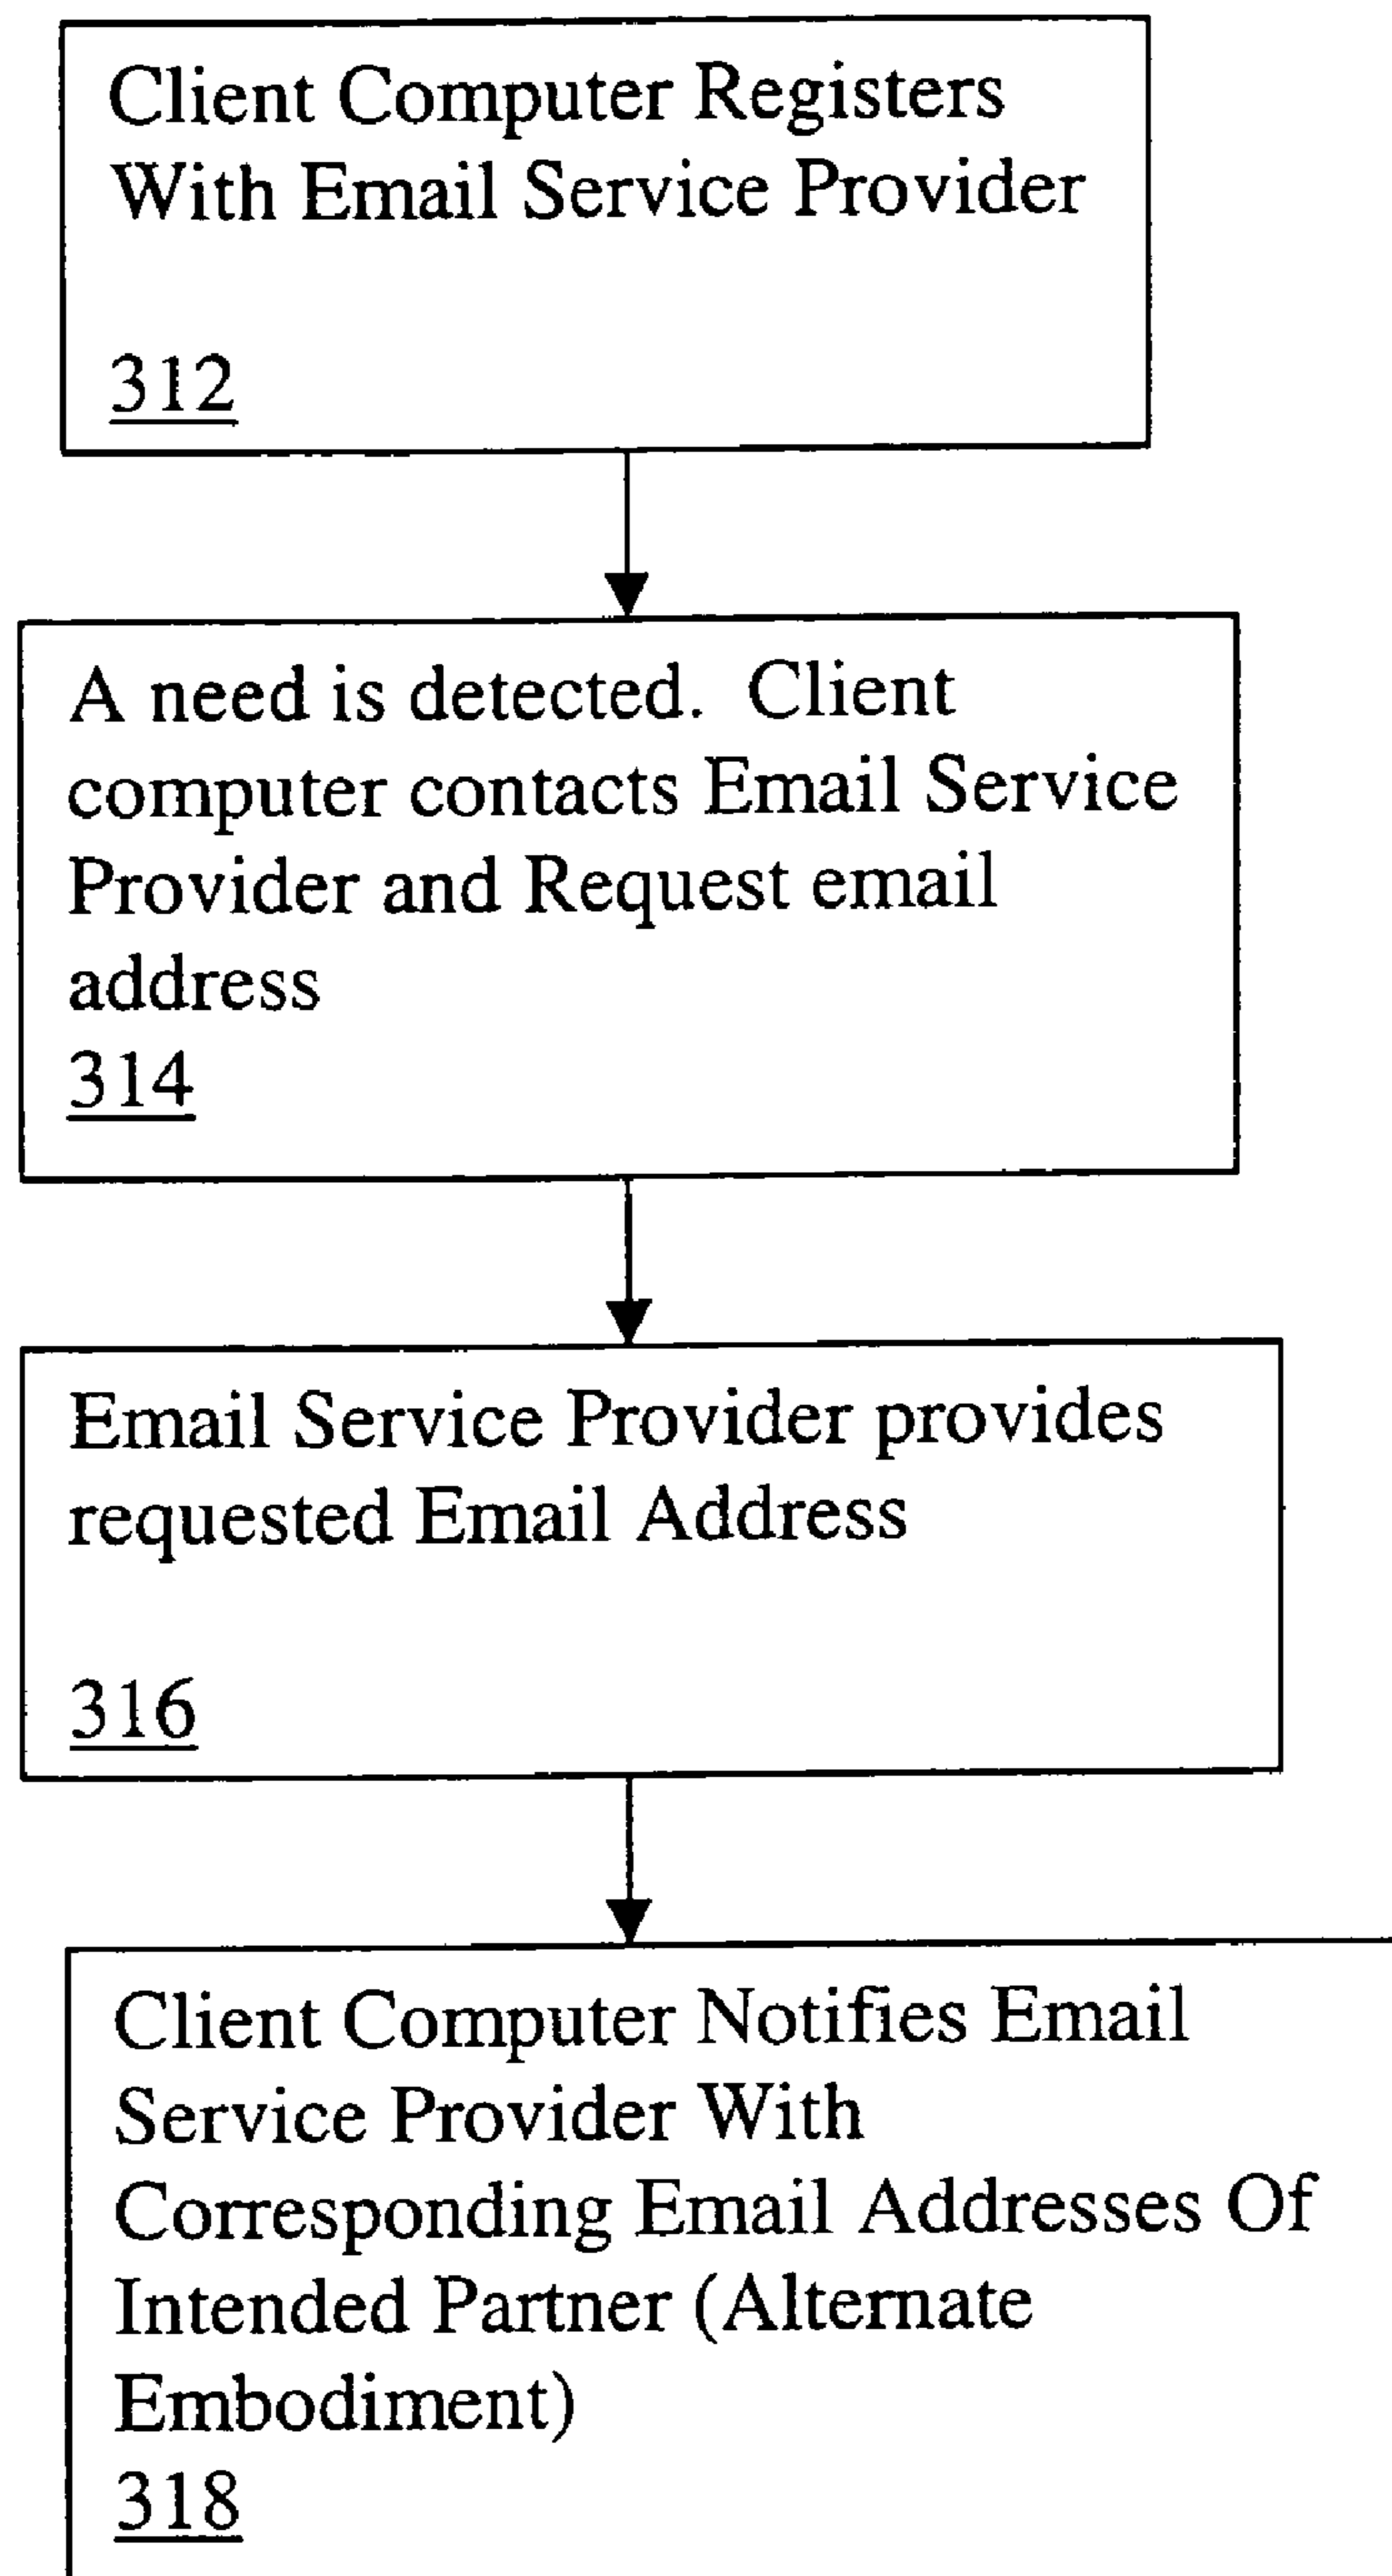 Client Computer Registers
With Email Service Provider
312
A need is detected. Client
computer contacts Email Service
Provider and Request email
address
314
Email Service Provider provides
requested Email Address
316
Client Computer Notifies Email
Service Provider With
Corresponding Email Addresses Of
Intended Partner (Alternate
Embodiment)
318